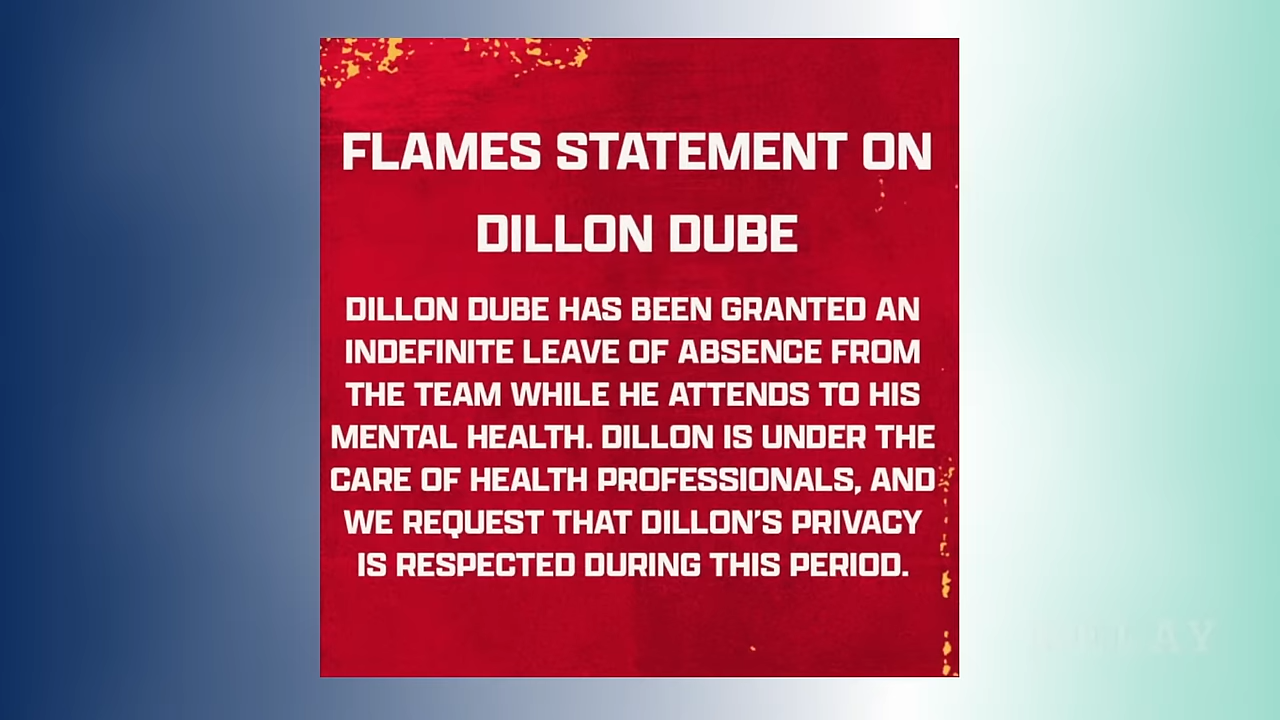 FLAMES STATEMENT ON
DILLON DUBE
DILLON DUBE HAS BEEN GRANTED AN
INDEFINITE LEAVE OF ABSENCE FROM
THE TEAM WHILE HE ATTENDS TO HIS
MENTAL HEALTH. DILLON IS UNDER THE
CARE OF HEALTH PROFESSIONALS, AND
WE REQUEST THAT DILLON’S PRIVACY
IS RESPECTED DURING THIS PERIOD.